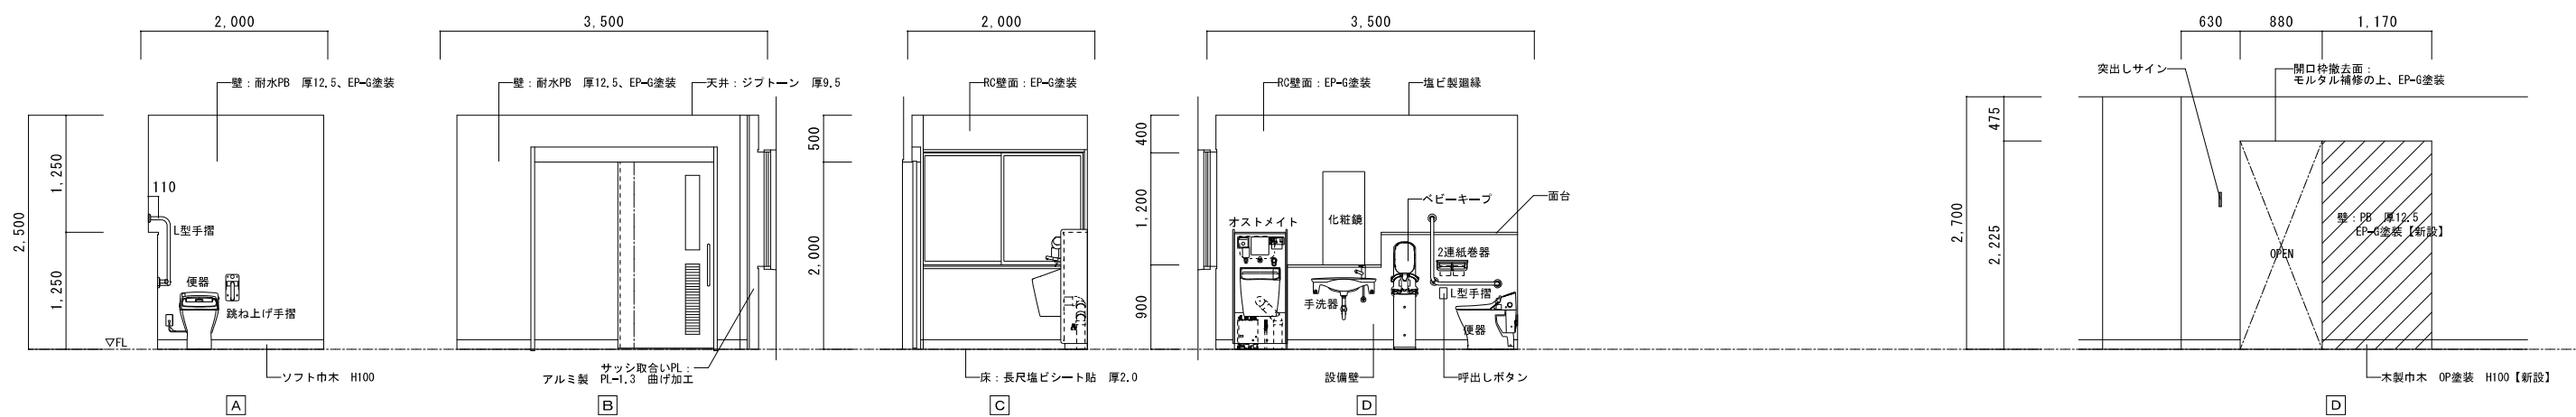 2,000
壁：耐水PB　厚12.5、EP-G塗装
2,500
1,250
1,250
110
L型手摺
便器
跳ね上げ手摺
▽FL
ソフト巾木　H100
A
3,500
壁：耐水PB　厚12.5、EP-G塗装
天井：ジプトーン　厚9.5
サッシ取合いPL：
アルミ製　PL-1.3　曲げ加工
B
2,000
RC壁面：EP-G塗装
500
2,000
床：長尺塩ビシート貼　厚2.0
C
3,500
RC壁面：EP-G塗装
塩ビ製廻縁
400
1,200
900
オストメイト
化粧鏡
ベビーキープ
面台
2連紙巻器
手洗器
L型手摺
便器
設備壁
呼出しボタン
D
630
880
1,170
突出しサイン
開口枠撤去面：
モルタル補修の上、EP-G塗装
2,700
475
2,225
壁：PB　厚12.5
EP-G塗装【新設】
OPEN
木製巾木　OP塗装　H100【新設】
D